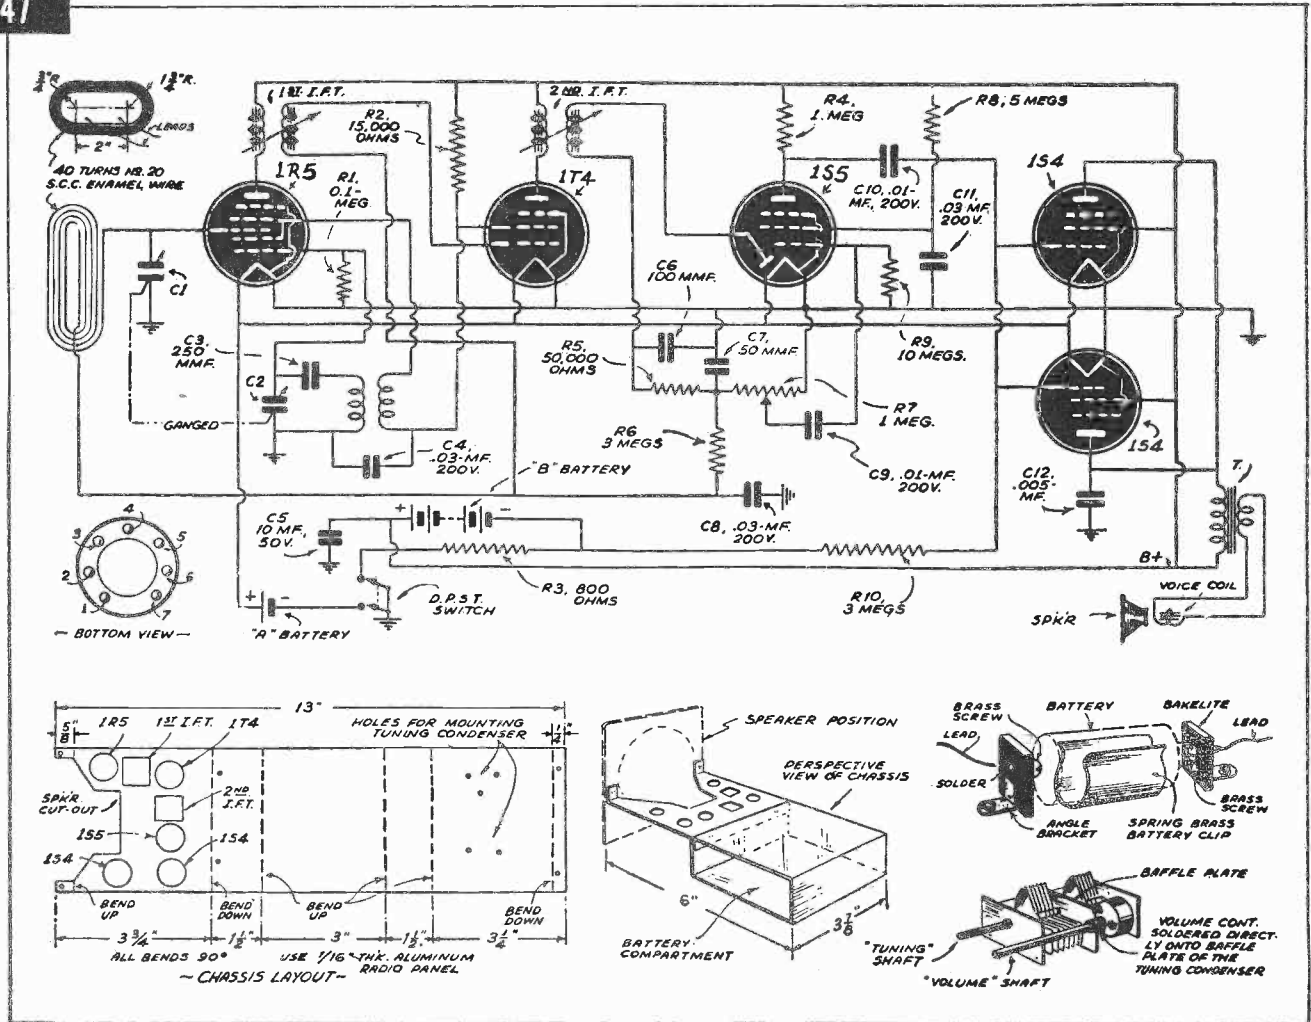 47
3/4"R.
1 3/4"R.
LEADS
2"
40 TURNS NO. 20
S.C.C. ENAMEL WIRE
1ST I.F.T.
R2,
15,000
OHMS
2ND. I.F.T.
R4,
1 MEG
R8, 5 MEGS
1R5
R1,
0.1-
MEG.
1T4
1S5
C10, .01-
MF, 200V.
C11,
.03 MF.
200V.
1S4
C1
C6
100 MMF.
C3,
250
MMF.
C2
GANGED
R5,
50,000
OHMS
C7,
50 MMF.
R9,
10 MEGS.
R7
1 MEG.
R6
3 MEGS
C4,
.03-MF.
200V.
C9, .01-MF.
200V.
1S4
"B" BATTERY
C12,
.005-
MF.
T.
C5
10 MF.,
50V.
+
-
C8, .03-MF.
200V.
B+
R3, 800
OHMS
R10,
3 MEGS
D.P.S.T.
SWITCH
+
-
"A" BATTERY
VOICE COIL
SPK'R
1
2
3
4
5
6
7
- BOTTOM VIEW -
13"
5/8"
1R5
1ST I.F.T.
1T4
HOLES FOR MOUNTING
TUNING CONDENSER
1/4"
SPK'R
CUT-OUT
2ND.
I.F.T.
1S5
1S4
1S4
BEND
UP
BEND
DOWN
BEND
UP
BEND
DOWN
3 3/4"
1 1/2"
3"
1 1/2"
3 1/4"
ALL BENDS 90°
USE 1/16" THK. ALUMINUM
RADIO PANEL
~ CHASSIS LAYOUT ~
SPEAKER POSITION
PERSPECTIVE
VIEW OF CHASSIS
6"
3 7/8"
BATTERY
COMPARTMENT
BRASS
SCREW
BATTERY
BAKELITE
LEAD
LEAD
SOLDER
ANGLE
BRACKET
SPRING BRASS
BATTERY CLIP
BRASS
SCREW
BAFFLE PLATE
"TUNING"
SHAFT
"VOLUME" SHAFT
VOLUME CONT.
SOLDERED DIRECT-
LY ONTO BAFFLE
PLATE OF THE
TUNING CONDENSER